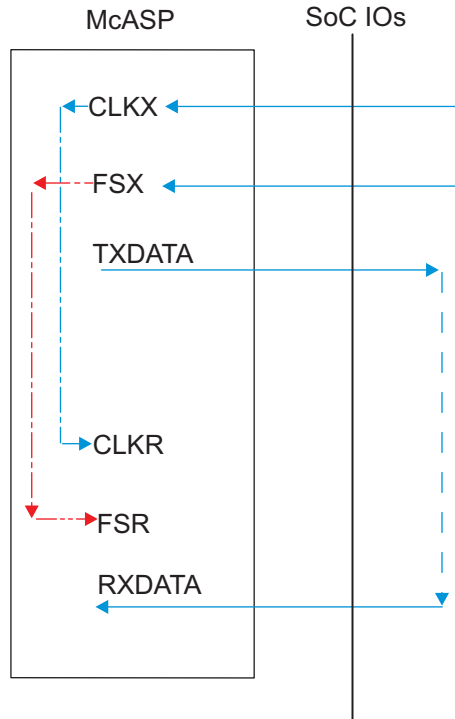 McASP
SoC IOs
CLKX
FSX
TXDATA
CLKR
FSR
RXDATA